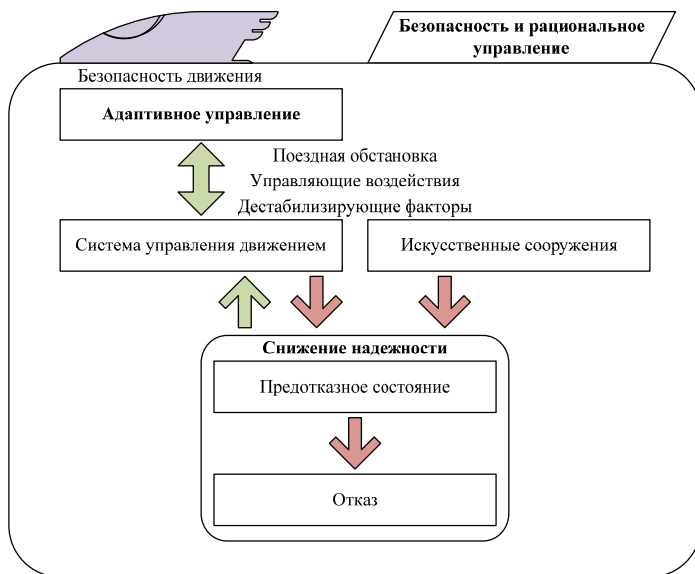 Безопасность и рациональное
управление
Безопасность движения
Адаптивное управление
Поездная обстановка
Управляющие воздействия
Дестабилизирующие факторы
Система управления движением
Искусственные сооружения
Снижение надежности
Предотказное состояние
Отказ